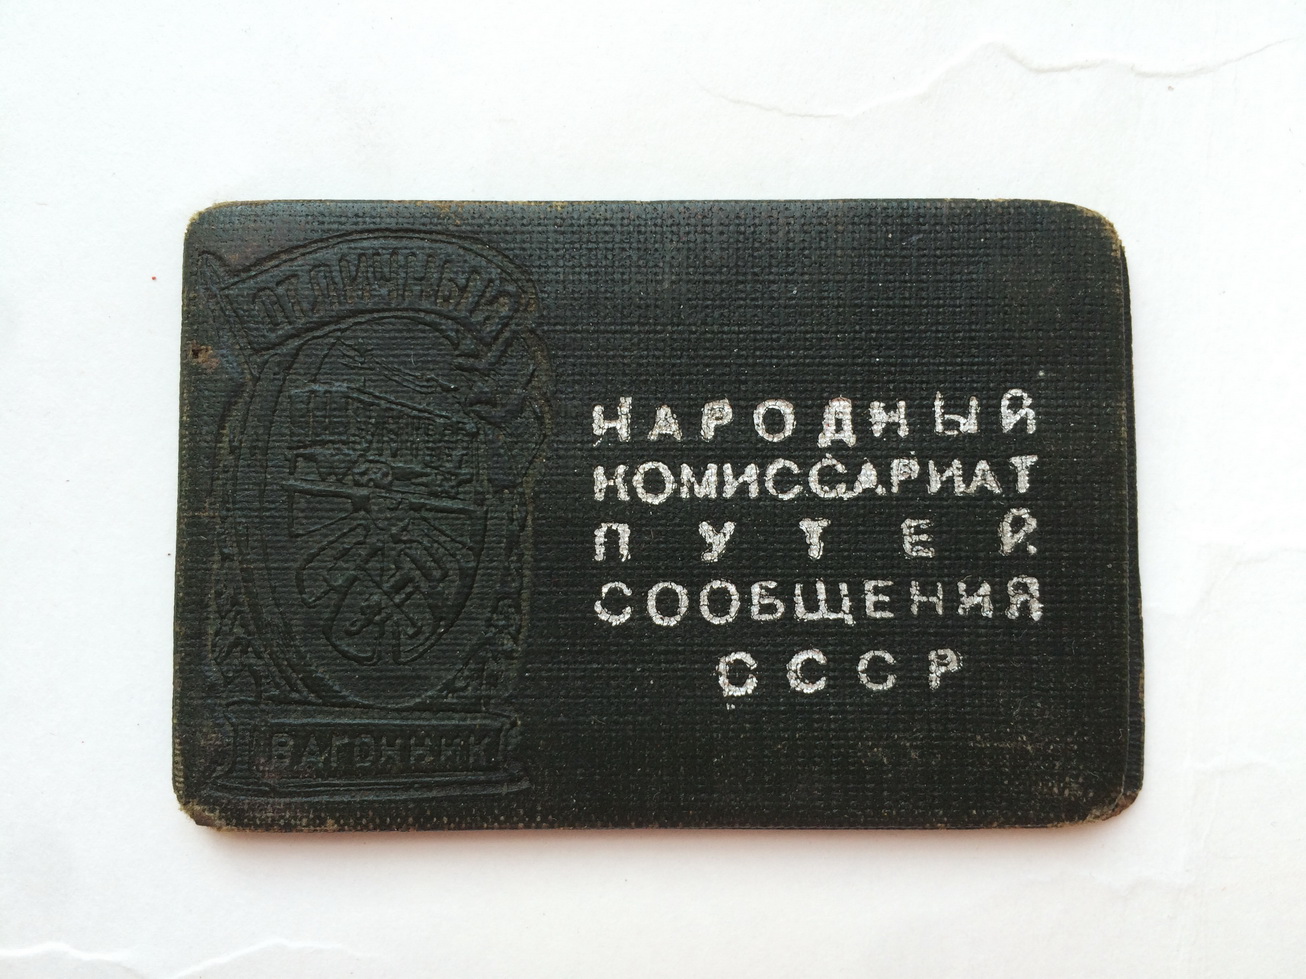 ОТЛИЧНЫЙ
ВАГОННИК
НАРОДНЫЙ
КОМИССАРИАТ
ПУТЕЙ
СООБЩЕНИЯ
СССР